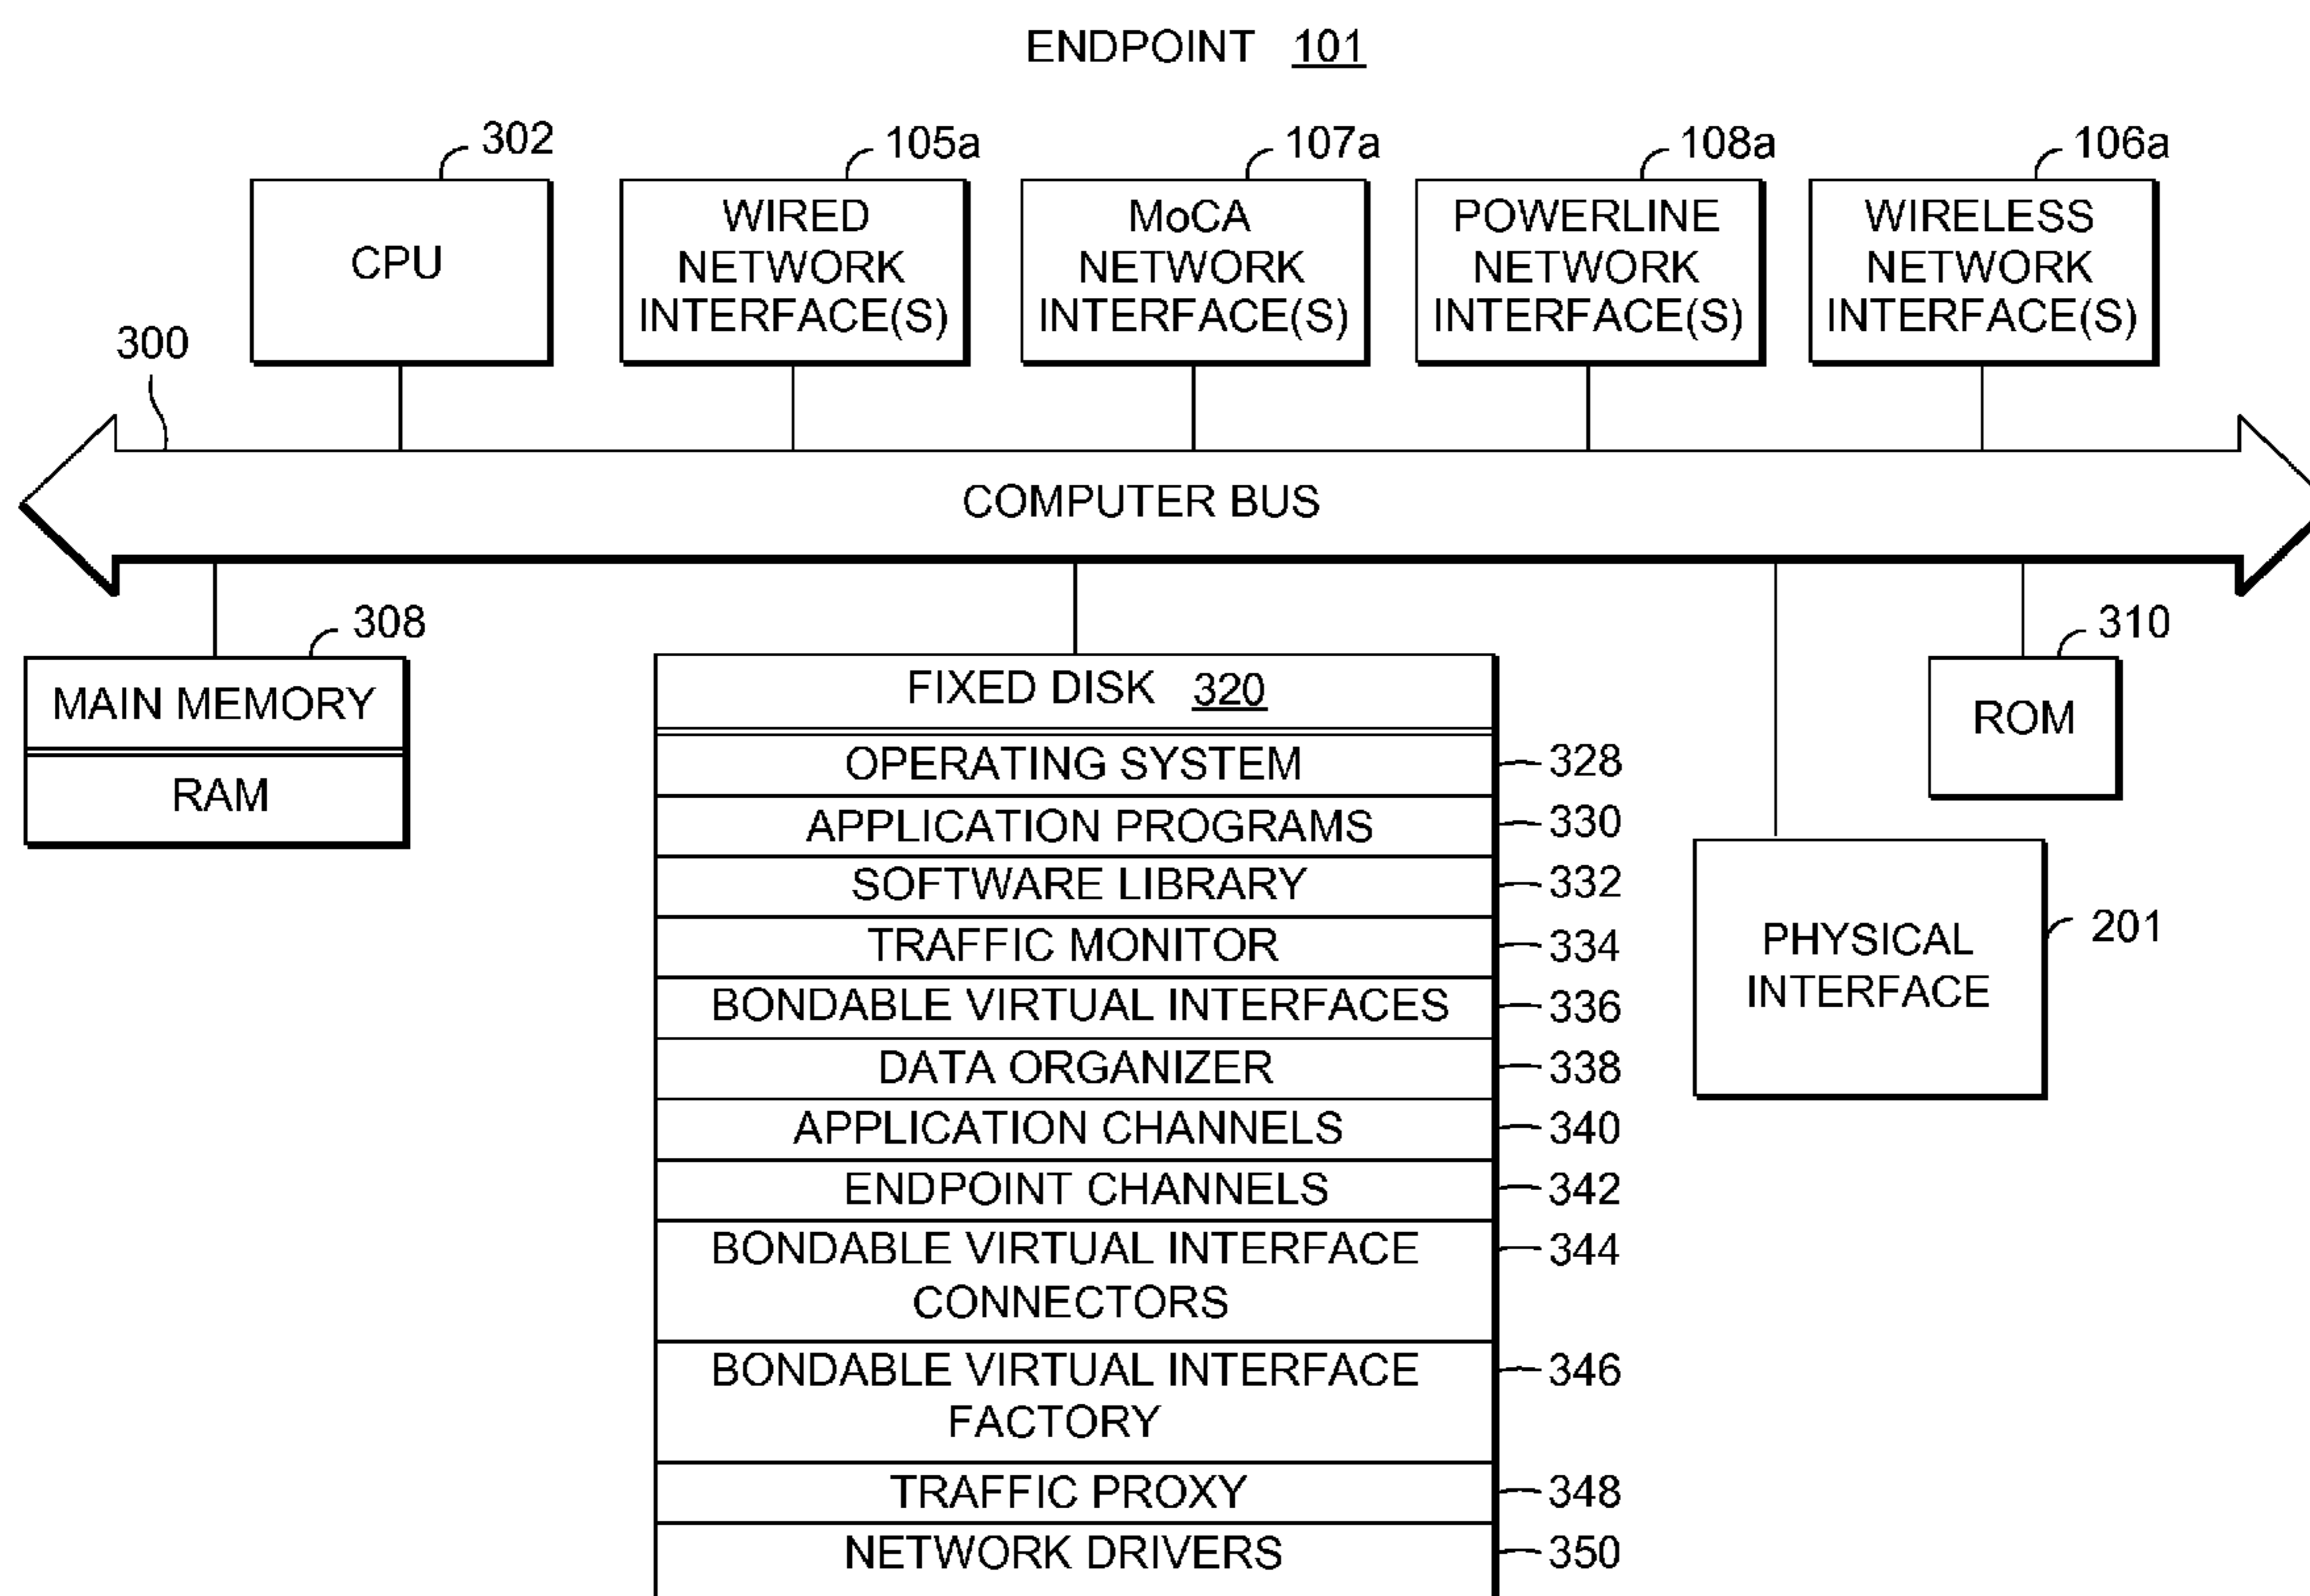 ENDPOINT 101
302
105a
107a
108a
106a
CPU
WIRED
NETWORK
INTERFACE(S)
MoCA
NETWORK
INTERFACE(S)
POWERLINE
NETWORK
INTERFACE(S)
WIRELESS
NETWORK
INTERFACE(S)
300
COMPUTER BUS
308
MAIN MEMORY
RAM
FIXED DISK 320
OPERATING SYSTEM 328
APPLICATION PROGRAMS 330
SOFTWARE LIBRARY 332
TRAFFIC MONITOR 334
BONDABLE VIRTUAL INTERFACES 336
DATA ORGANIZER 338
APPLICATION CHANNELS 340
ENDPOINT CHANNELS 342
BONDABLE VIRTUAL INTERFACE 344
CONNECTORS
BONDABLE VIRTUAL INTERFACE 346
FACTORY
TRAFFIC PROXY 348
NETWORK DRIVERS 350
310
ROM
201
PHYSICAL
INTERFACE